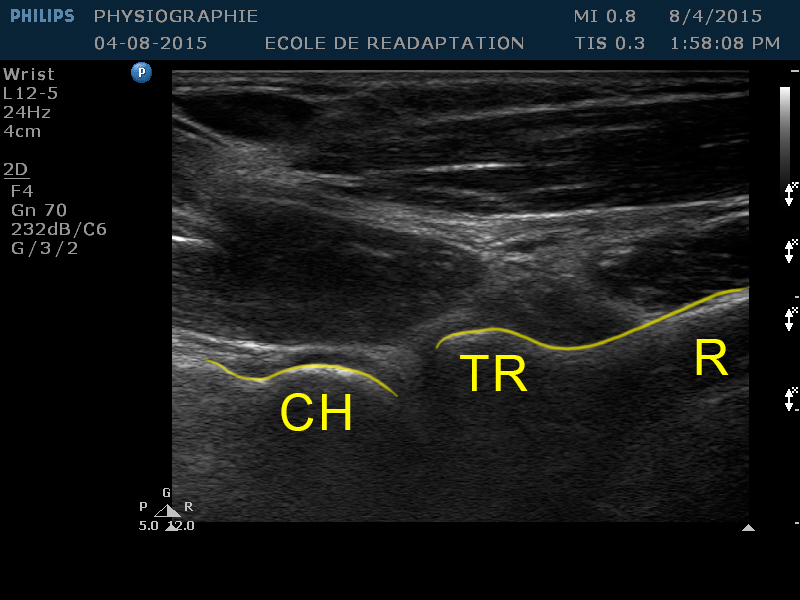 PHILIPS PHYSIOGRAPHIE MI 0.8 8/4/2015
04-08-2015 ECOLE DE READAPTATION TIS 0.3 1:58:08 PM
Wrist
L12-5
24Hz
4cm
2D
F4
Gn 70
232dB/C6
G/3/2
P
CH
TR
R
G
P R
5.0 12.0